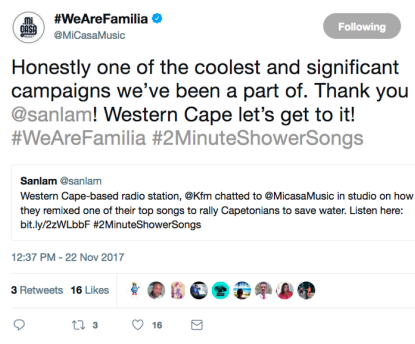 MI
CASA
#WeAreFamilia
@MiCasaMusic
Following
Honestly one of the coolest and significant
campaigns we've been a part of. Thank you
@sanlam! Western Cape let's get to it!
#WeAreFamilia #2MinuteShowerSongs
Sanlam @sanlam
Western Cape-based radio station, @Kfm chatted to @MicasaMusic in studio on how
they remixed one of their top songs to rally Capetonians to save water. Listen here:
bit.ly/2zWLbbF #2MinuteShowerSongs
12:37 PM - 22 Nov 2017
3 Retweets 16 Likes
3 16